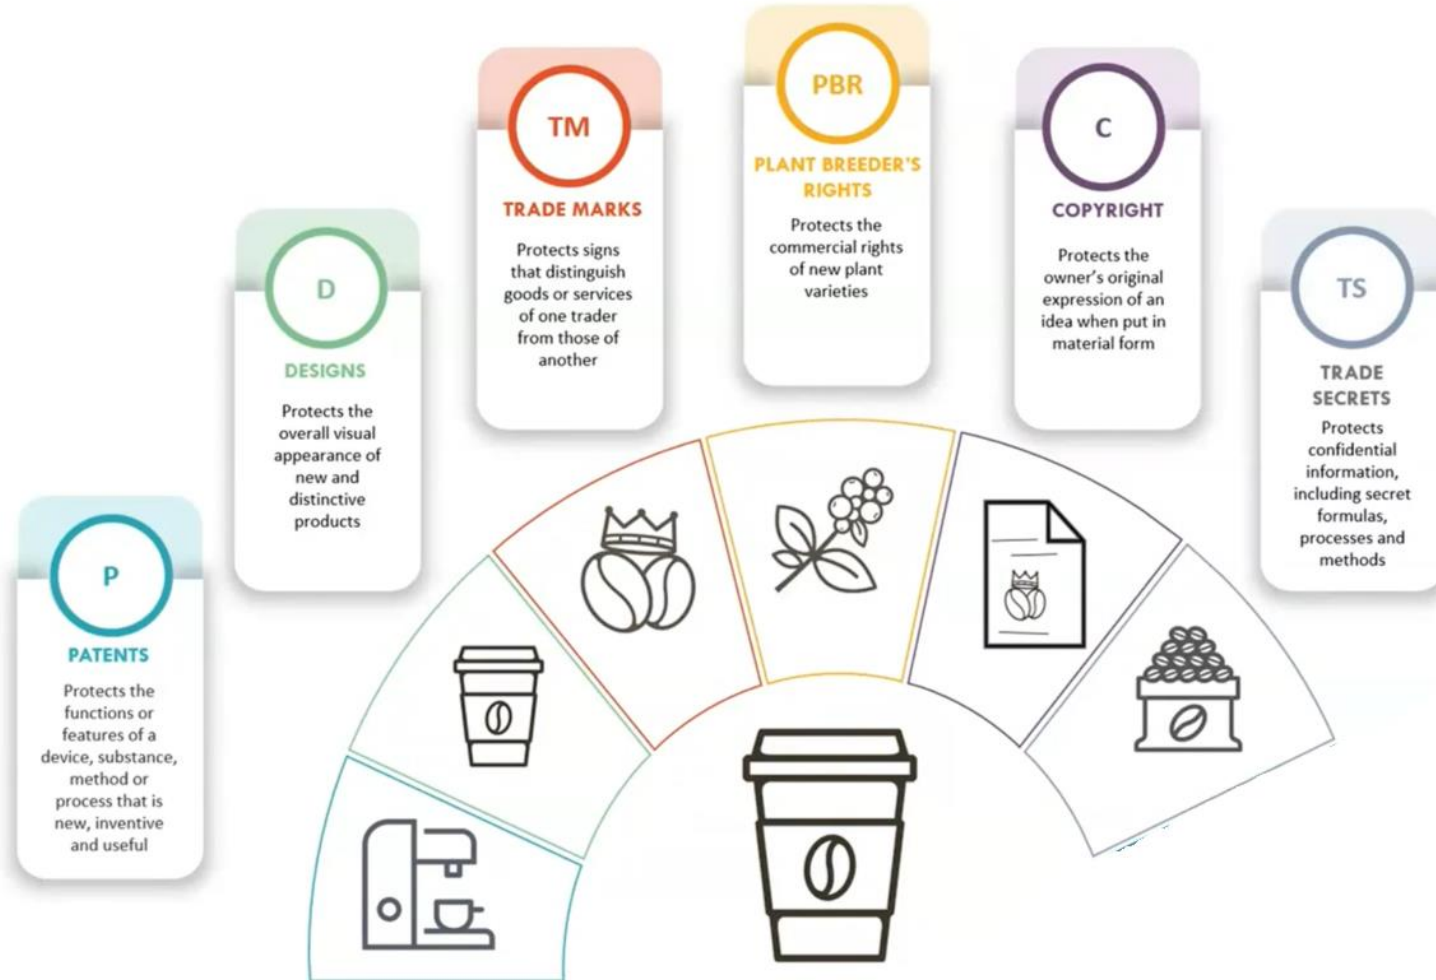 P
PATENTS
Protects the
functions or
features of a
device, substance,
method or
process that is
new, inventive
and useful
D
DESIGNS
Protects the
overall visual
appearance of
new and
distinctive
products
TM
TRADE MARKS
Protects signs
that distinguish
goods or services
of one trader
from those of
another
PBR
PLANT BREEDER'S
RIGHTS
Protects the
commercial rights
of new plant
varieties
C
COPYRIGHT
Protects the
owner's original
expression of an
idea when put in
material form
TS
TRADE
SECRETS
Protects
confidential
information,
including secret
formulas,
processes and
methods